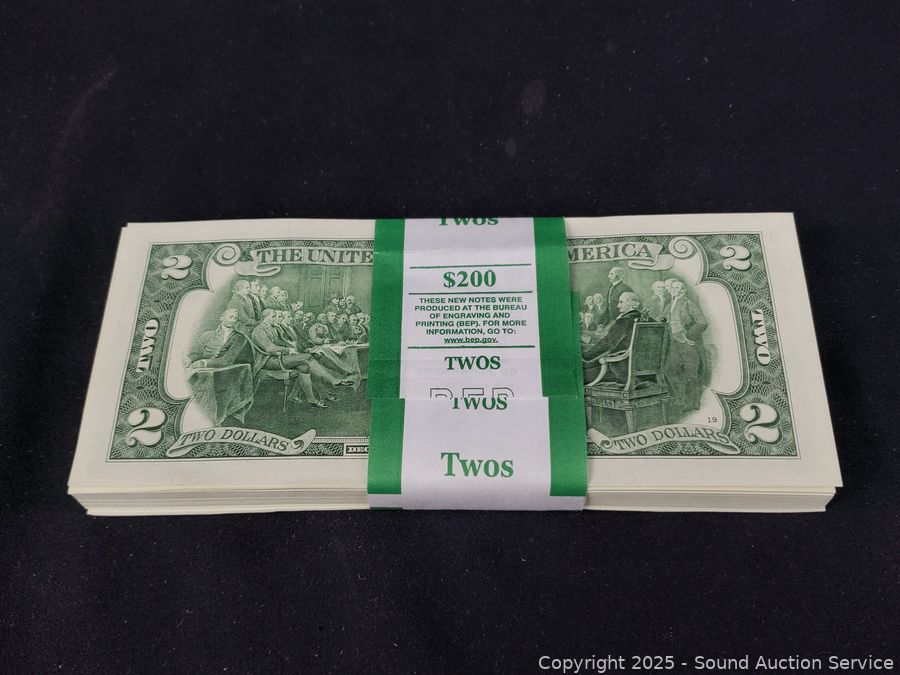 TWOS
2
THE UNITE
MERICA
2
$200
THESE NEW NOTES WERE
PRODUCED AT THE BUREAU
OF ENGRAVING AND
PRINTING (BEP). FOR MORE
INFORMATION, GO TO:
www.bep.gov.
TWO
TWO
TWOS
BEP
TWOS
19
2
TWO DOLLARS
DEC
TWO DOLLARS
2
Twos
Copyright 2025 - Sound Auction Service